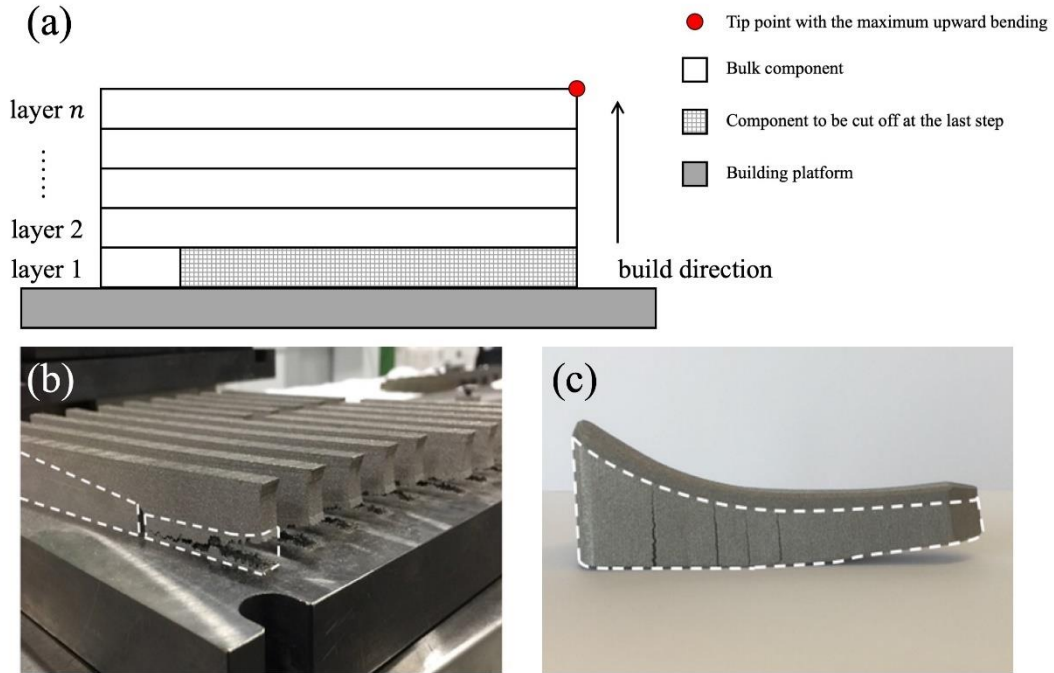 (a)
Tip point with the maximum upward bending
Bulk component
Component to be cut off at the last step
Building platform
layer n
layer 2
layer 1
build direction
(b)
(c)